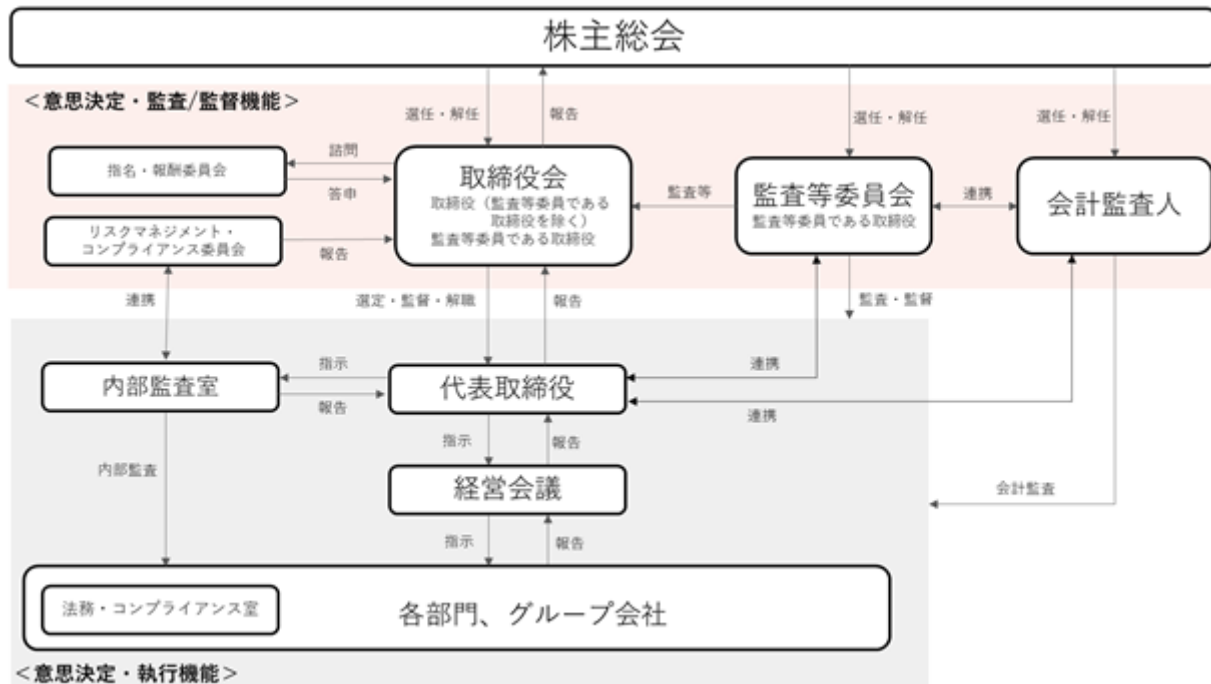 株主総会
＜意思決定・監査/監督機能＞
選任・解任
報告
選任・解任
選任・解任
指名・報酬委員会
諮問
答申
取締役会
取締役（監査等委員である
取締役を除く）
監査等委員である取締役
監査等
監査等委員会
監査等委員である取締役
連携
会計監査人
リスクマネジメント・
コンプライアンス委員会
報告
連携
選定・監督・解職
報告
監査・監督
内部監査室
指示
報告
代表取締役
連携
連携
内部監査
指示
報告
経営会議
会計監査
指示
報告
法務・コンプライアンス室
各部門、グループ会社
＜意思決定・執行機能＞